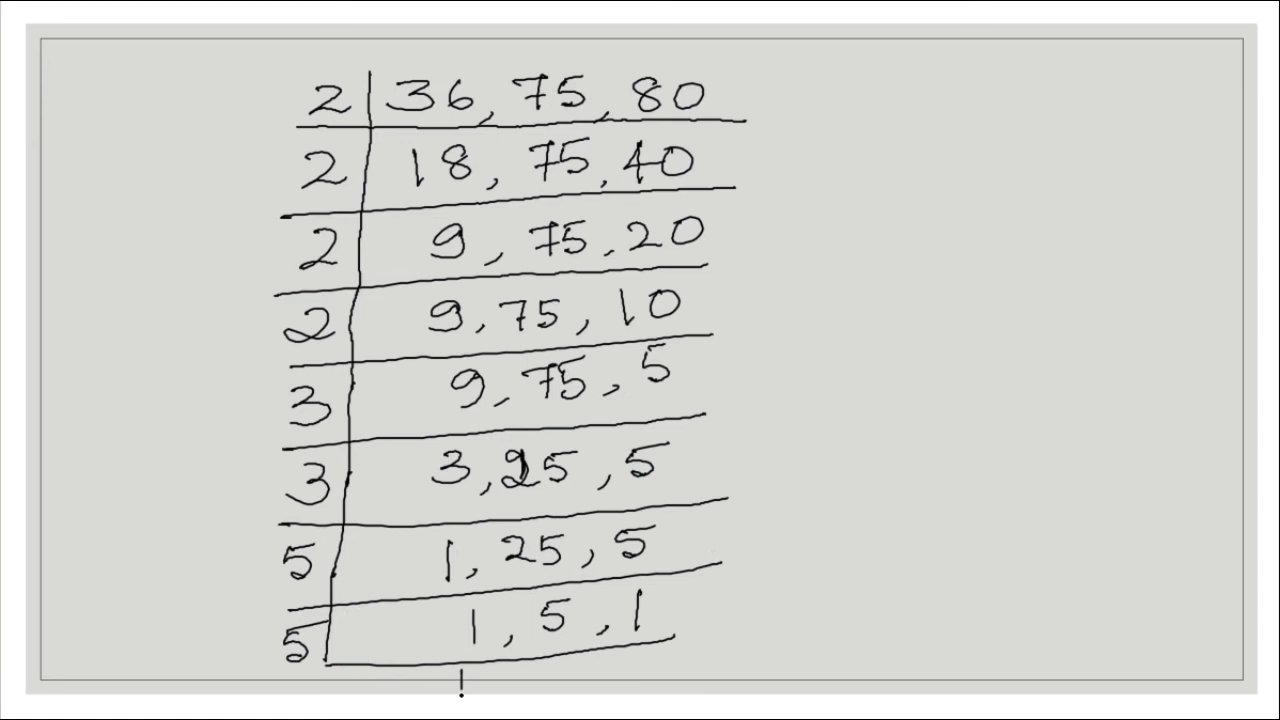 2 | 36, 75, 80
2 | 18, 75, 40
2 | 9, 75, 20
2 | 9, 75, 10
3 | 9, 75, 5
3 | 3, 25, 5
5 | 1, 25, 5
5 | 1, 5, 1